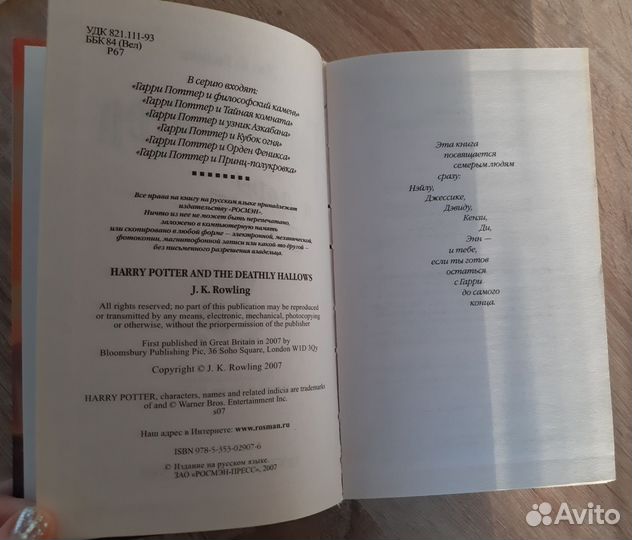 УДК 821.111-93
ББК 84 (Вел)
Р67
В серию входят:
«Гарри Поттер и философский камень»
«Гарри Поттер и Тайная комната»
«Гарри Поттер и узник Азкабана»
«Гарри Поттер и Кубок огня»
«Гарри Поттер и Орден Феникса»
«Гарри Поттер и Принц-полукровка»
Все права на книгу на русском языке принадлежат
издательству «РОСМЭН».
Ничто из нее не может быть перепечатано,
заложено в компьютерную память
или скопировано в любой форме — электронной, механической,
фотокопии, магнитофонной записи или какой-то другой —
без письменного разрешения владельца.
HARRY POTTER AND THE DEATHLY HALLOWS
J. K. Rowling
All rights reserved; no part of this publication may be reproduced
or transmitted by any means, electronic, mechanical, photocopying
or otherwise, without the priorpermission of the publisher
First published in Great Britain in 2007 by
Bloomsbury Publishing Pic, 36 Soho Square, London W1D 3Qy
Copyright © J. K. Rowling 2007
HARRY POTTER, characters, names and related indicia are trademarks
of and © Warner Bros. Entertainment Inc.
s07
Наш адрес в Интернете: www.rosman.ru
ISBN 978-5-353-02907-6
© Издание на русском языке.
ЗАО «РОСМЭН-ПРЕСС», 2007
Эта книга
посвящается
семерым людям
сразу:
Нэйлу,
Джессике,
Дэвиду,
Кензи,
Ди,
Энн —
и тебе,
если ты готов
остаться
с Гарри
до самого
конца.
Avito